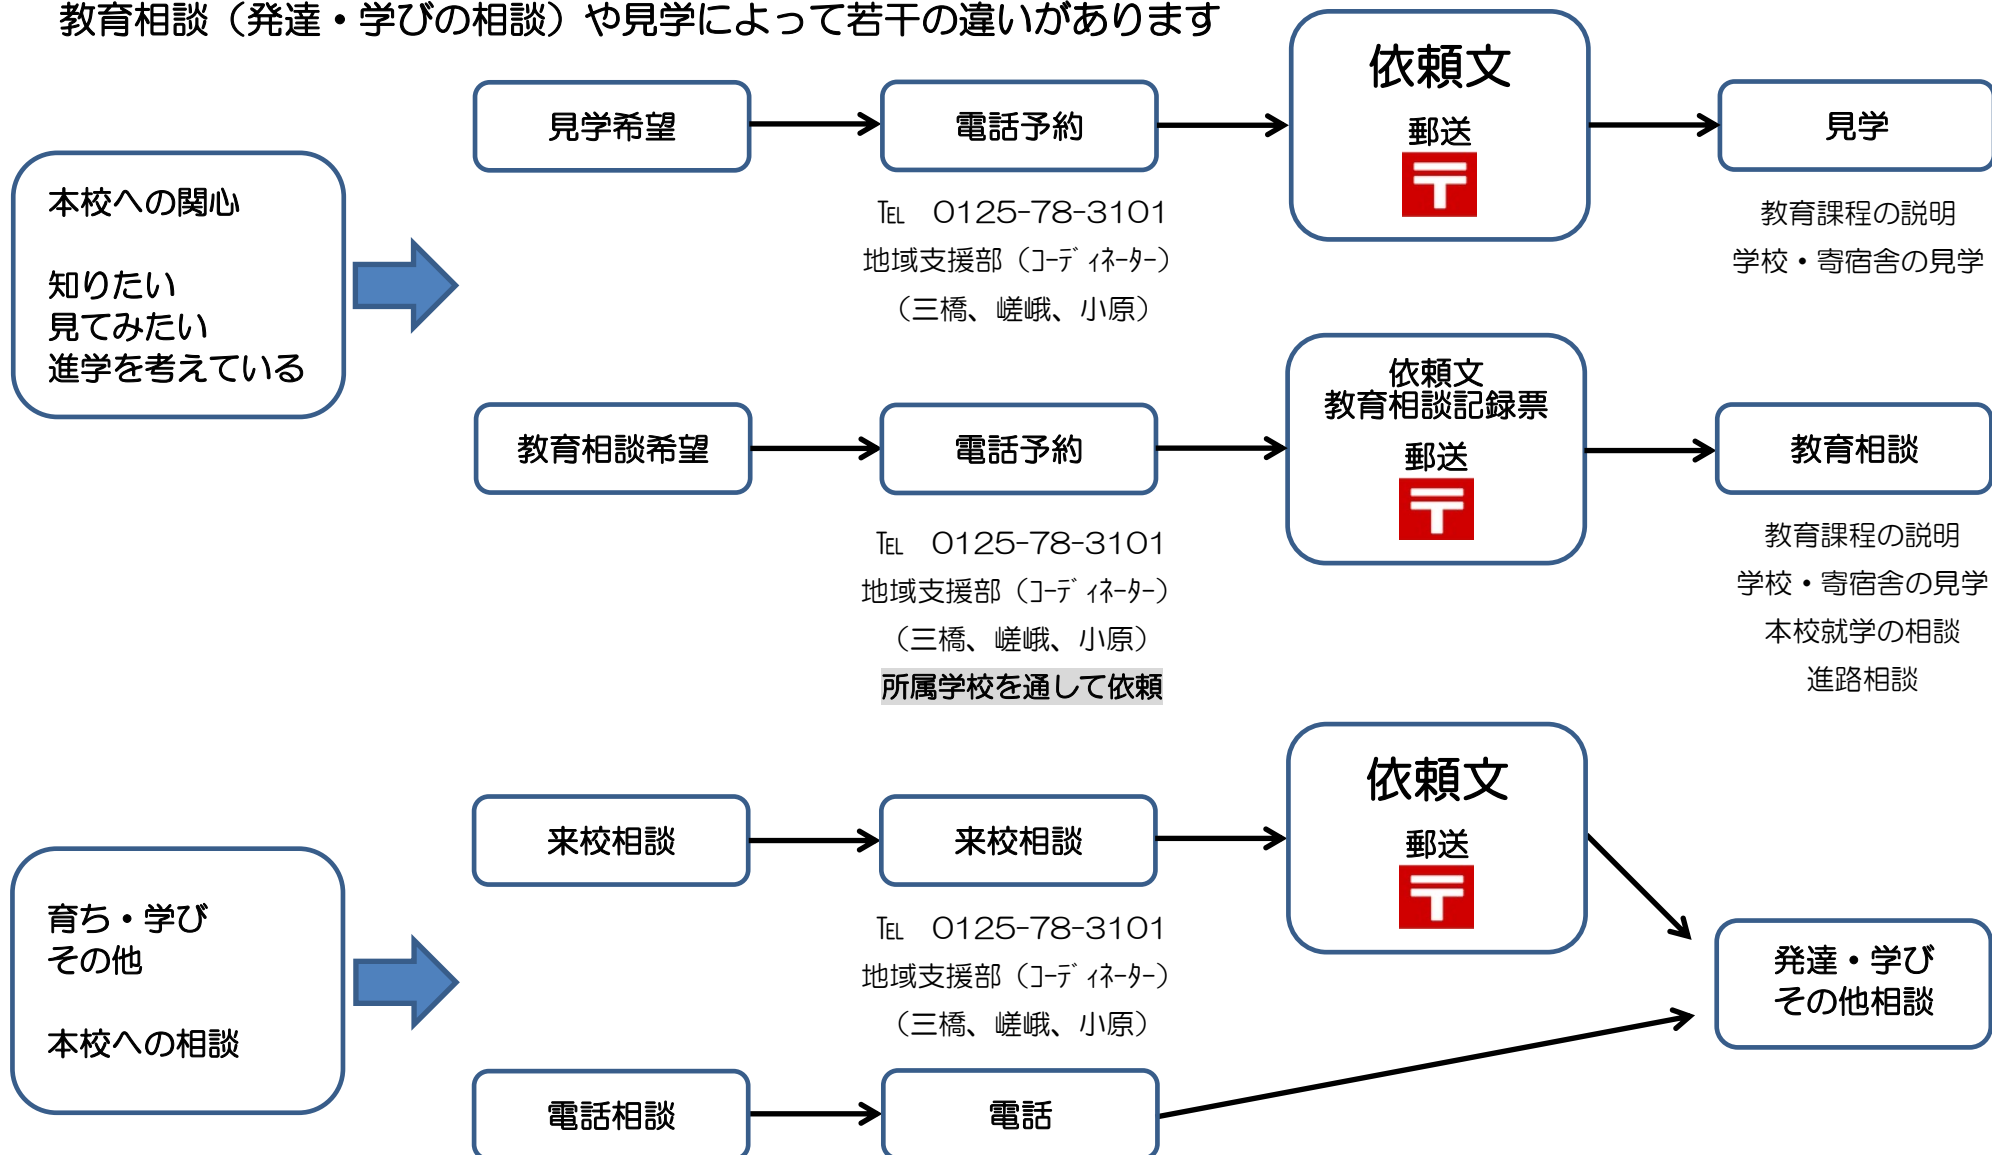 教育相談（発達・学びの相談）や見学によって若干の違いがあります
本校への関心
知りたい
見てみたい
進学を考えている
見学希望
電話予約
℡　0125-78-3101
地域支援部（ｺｰﾃﾞｨﾈｰﾀｰ）
（三橋、嵯峨、小原）
依頼文
郵送
〒
見学
教育課程の説明
学校・寄宿舎の見学
教育相談希望
電話予約
℡　0125-78-3101
地域支援部（ｺｰﾃﾞｨﾈｰﾀｰ）
（三橋、嵯峨、小原）
所属学校を通して依頼
依頼文
教育相談記録票
郵送
〒
教育相談
教育課程の説明
学校・寄宿舎の見学
本校就学の相談
進路相談
育ち・学び
その他
本校への相談
来校相談
来校相談
℡　0125-78-3101
地域支援部（ｺｰﾃﾞｨﾈｰﾀｰ）
（三橋、嵯峨、小原）
依頼文
郵送
〒
電話相談
電話
発達・学び
その他相談